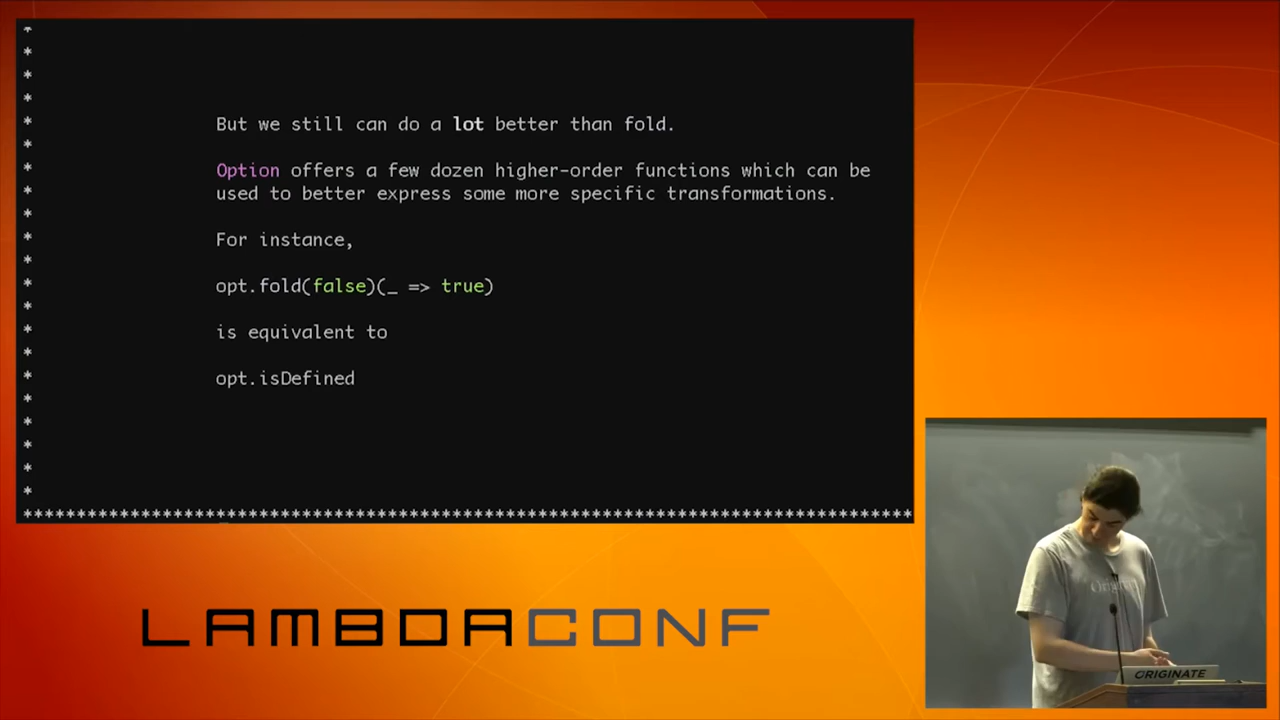 But we still can do a lot better than fold.
Option offers a few dozen higher-order functions which can be
used to better express some more specific transformations.
For instance,
opt.fold(false)(_ => true)
is equivalent to
opt.isDefined
*************************************************************************************
LAMBDACONF
Origin
ORIGINATE